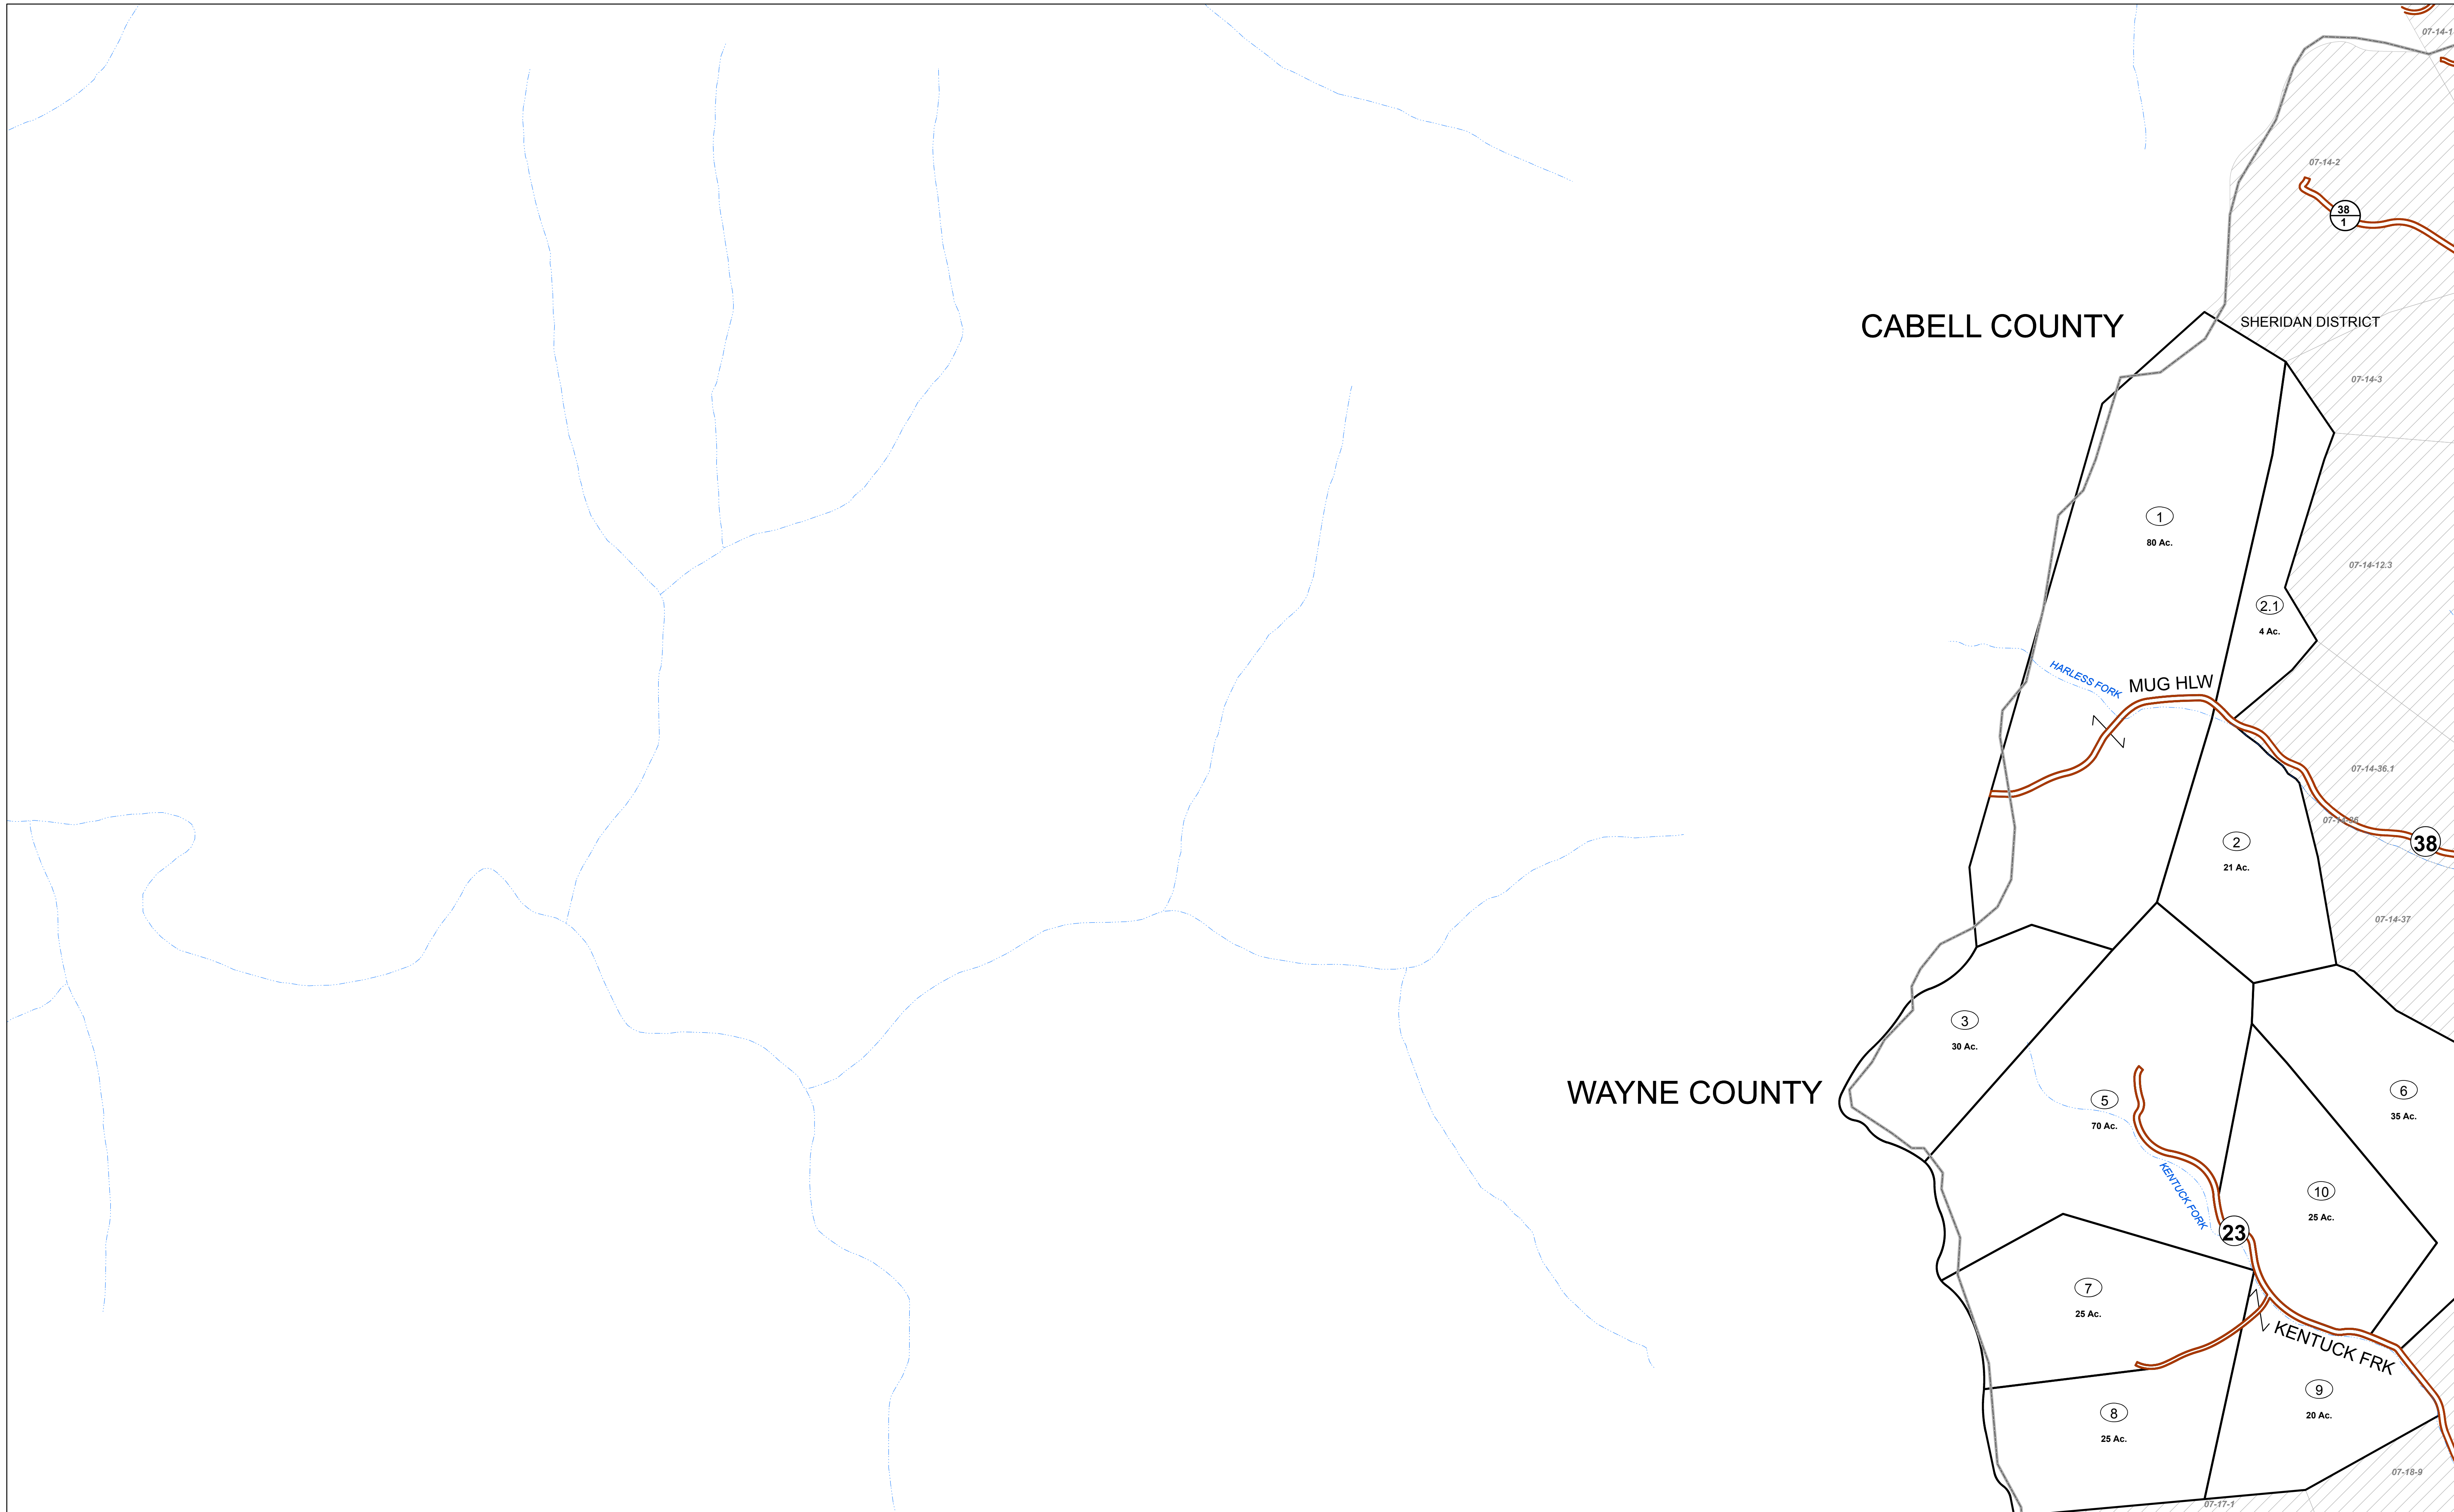 07-14-1
07-14-2
38
1
CABELL COUNTY
SHERIDAN DISTRICT
07-14-3
1
80 Ac.
07-14-12.3
2.1
4 Ac.
HARLESS FORK
MUG HLW
07-14-36.1
07-14-36
38
2
21 Ac.
07-14-37
3
30 Ac.
WAYNE COUNTY
5
70 Ac.
6
35 Ac.
KENTUCK FORK
10
25 Ac.
23
7
25 Ac.
KENTUCK FRK
9
20 Ac.
8
25 Ac.
07-18-9
07-17-1